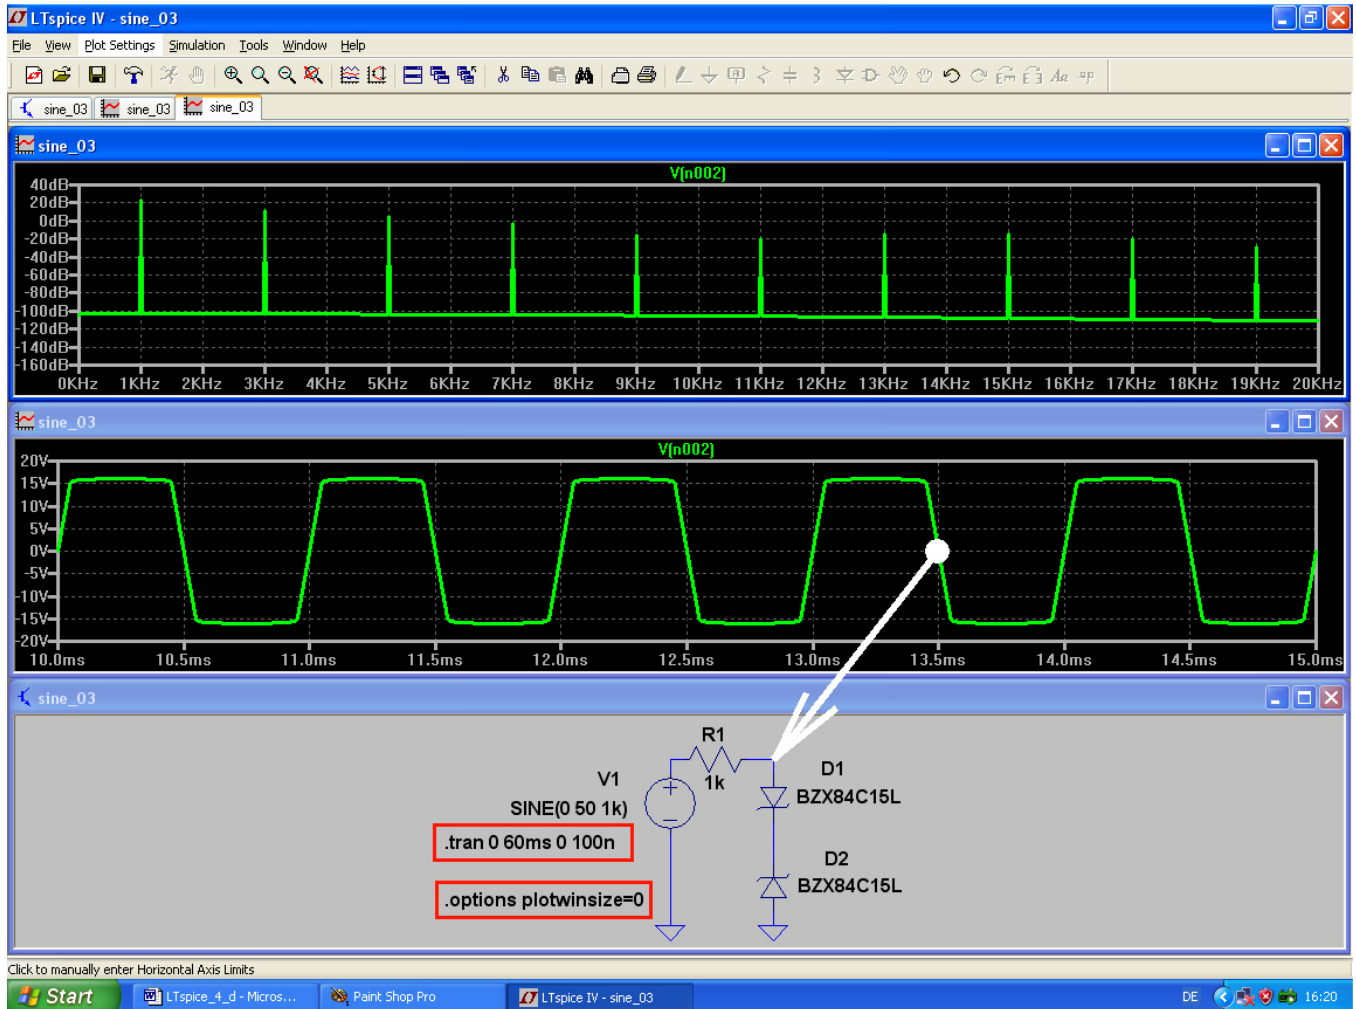 LTspice IV - sine_03
File View Plot Settings Simulation Tools Window Help
sine_03 sine_03 sine_03
sine_03
V(n002)
40dB
20dB
0dB
-20dB
-40dB
-60dB
-80dB
-100dB
-120dB
-140dB
-160dB
0KHz 1KHz 2KHz 3KHz 4KHz 5KHz 6KHz 7KHz 8KHz 9KHz 10KHz 11KHz 12KHz 13KHz 14KHz 15KHz 16KHz 17KHz 18KHz 19KHz 20KHz
sine_03
V(n002)
20V
15V
10V
5V
0V
-5V
-10V
-15V
-20V
10.0ms 10.5ms 11.0ms 11.5ms 12.0ms 12.5ms 13.0ms 13.5ms 14.0ms 14.5ms 15.0ms
sine_03
R1
1k
V1
SINE(0 50 1k)
D1
BZX84C15L
.tran 0 60ms 0 100n
D2
BZX84C15L
.options plotwinsize=0
Click to manually enter Horizontal Axis Limits
Start LTspice_4_d - Micros... Paint Shop Pro LTspice IV - sine_03 DE 16:20